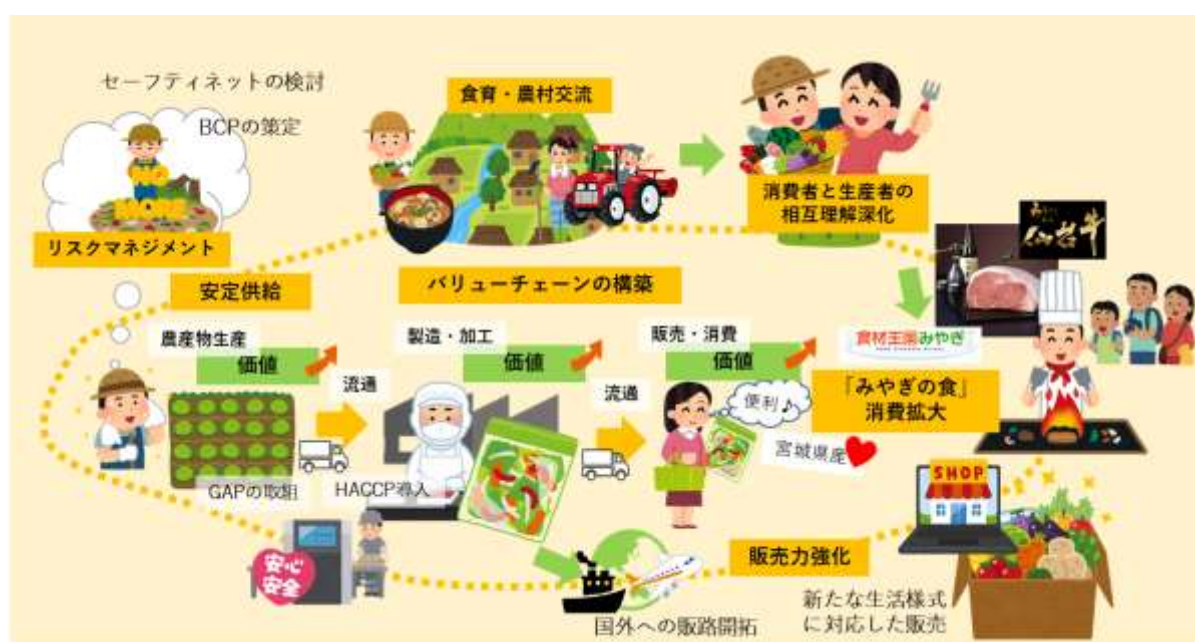 セーフティネットの検討
BCPの策定
リスクマネジメント
食育・農村交流
消費者と生産者の
相互理解深化
仙台牛
安定供給
バリューチェーンの構築
農産物生産
価値
流通
製造・加工
価値
流通
販売・消費
価値
食材王国みやぎ
「みやぎの食」
消費拡大
便利♪
宮城県産
GAPの取組
HACCP導入
安心
安全
SHOP
販売力強化
新たな生活様式
に対応した販売
国外への販路開拓